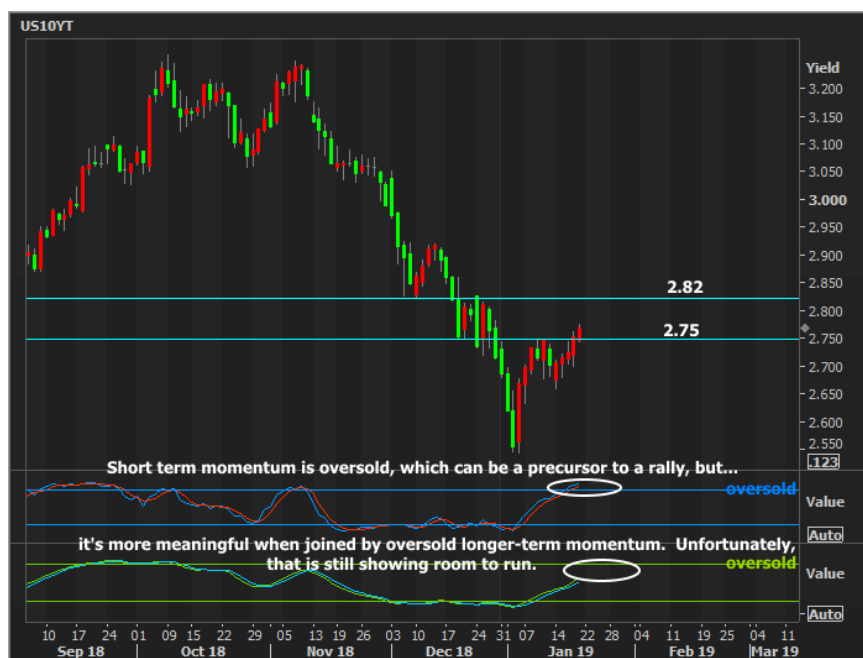 US10YT
Yield
3.200
3.150
3.100
3.050
3.000
2.950
2.900
2.850
2.82
2.800
2.75
2.750
2.700
2.650
2.600
2.550
.123
Short term momentum is oversold, which can be a precursor to a rally, but...
oversold
Value
Auto
it's more meaningful when joined by oversold longer-term momentum. Unfortunately,
that is still showing room to run.
oversold
Value
Auto
10 17 24 01 09 15 22 29 05 13 19 26 03 10 17 24 31 07 14 22 28 04 11 19 25 04 11
Sep 18 Oct 18 Nov 18 Dec 18 Jan 19 Feb 19 Mar 19